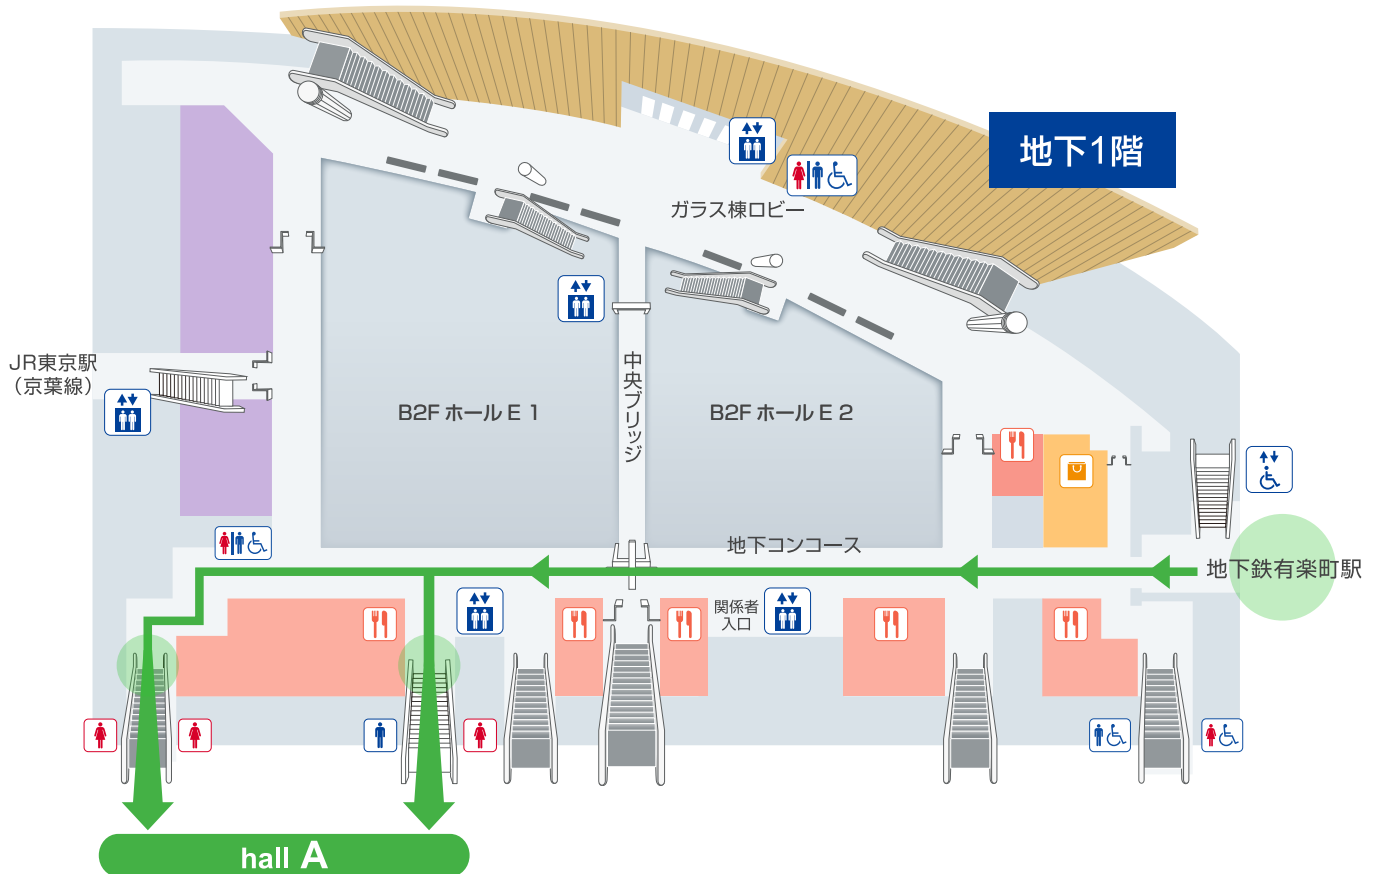 地下1階
ガラス棟ロビー
JR東京駅
（京葉線）
中央ブリッジ
B2F ホール E 1
B2F ホール E 2
地下コンコース
地下鉄有楽町駅
関係者
入口
hall A